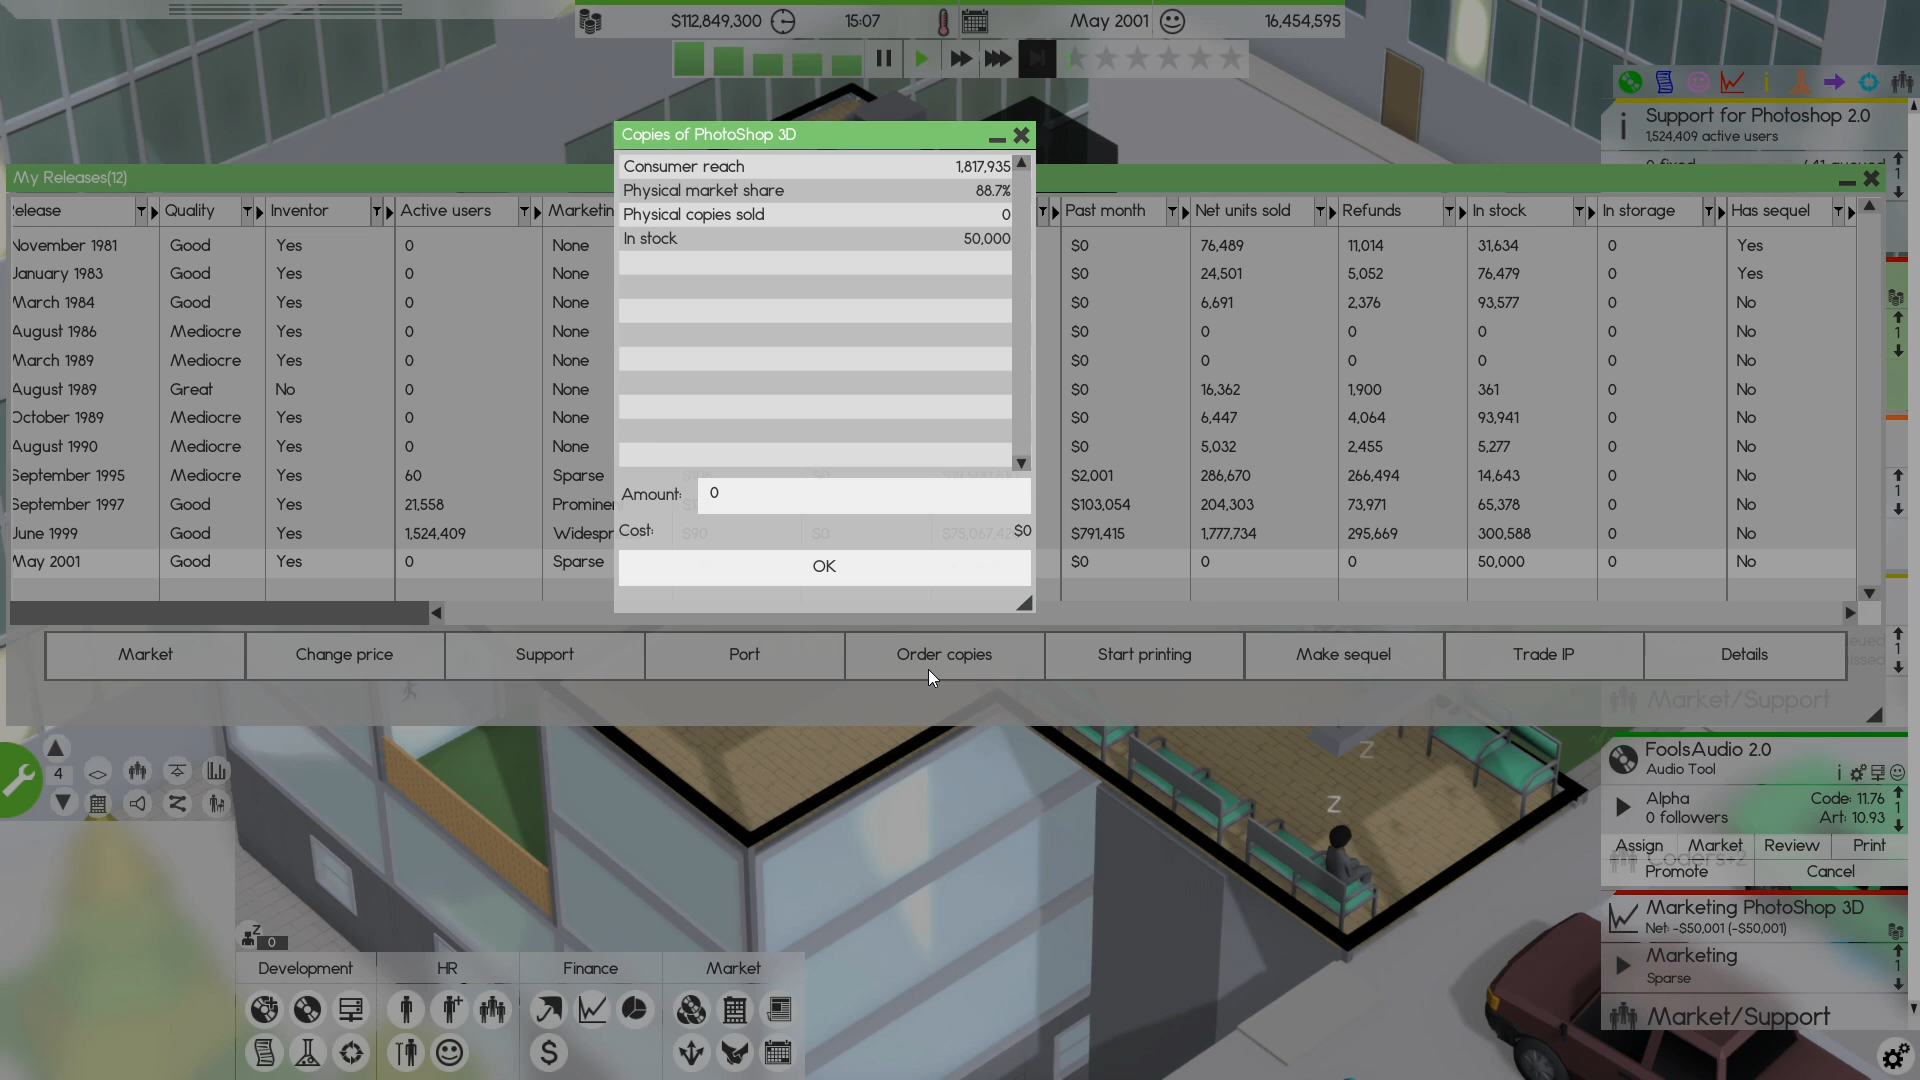 $112,849,300
15:07
May 2001
16,454,595
Support for Photoshop 2.0
1,524,409 active users
Copies of PhotoShop 3D
Consumer reach 1,817,935
Physical market share 88.7%
Physical copies sold 0
In stock 50,000
Amount: 0
Cost: $0
OK
My Releases(12)
elease Quality Inventor Active users Marketin Past month Net units sold Refunds In stock In storage Has sequel
November 1981 Good Yes 0 None $0 76,489 11,014 31,634 0 Yes
January 1983 Good Yes 0 None $0 24,501 5,052 76,479 0 Yes
March 1984 Good Yes 0 None $0 6,691 2,376 93,577 0 No
August 1986 Mediocre Yes 0 None $0 0 0 0 0 No
March 1989 Mediocre Yes 0 None $0 0 0 0 0 No
August 1989 Great No 0 None $0 16,362 1,900 361 0 No
October 1989 Mediocre Yes 0 None $0 6,447 4,064 93,941 0 No
August 1990 Mediocre Yes 0 None $0 5,032 2,455 5,277 0 No
September 1995 Mediocre Yes 60 Sparse $2,001 286,670 266,494 14,643 0 No
September 1997 Good Yes 21,558 Prominen $103,054 204,303 73,971 65,378 0 No
June 1999 Good Yes 1,524,409 Widespr $90 $0 $791,415 1,777,734 295,669 300,588 0 No
May 2001 Good Yes 0 Sparse $0 0 0 50,000 0 No
Market Change price Support Port Order copies Start printing Make sequel Trade IP Details
Market/Support
4
FoolsAudio 2.0
Audio Tool
Alpha Code: 11.76
0 followers Art: 10.93
1
Assign Market Review Print
Coders+2
Promote Cancel
Marketing PhotoShop 3D
Net: -$50,001 (-$50,001)
Marketing
Sparse
1
Market/Support
Z
Z
Z
0
Development HR Finance Market